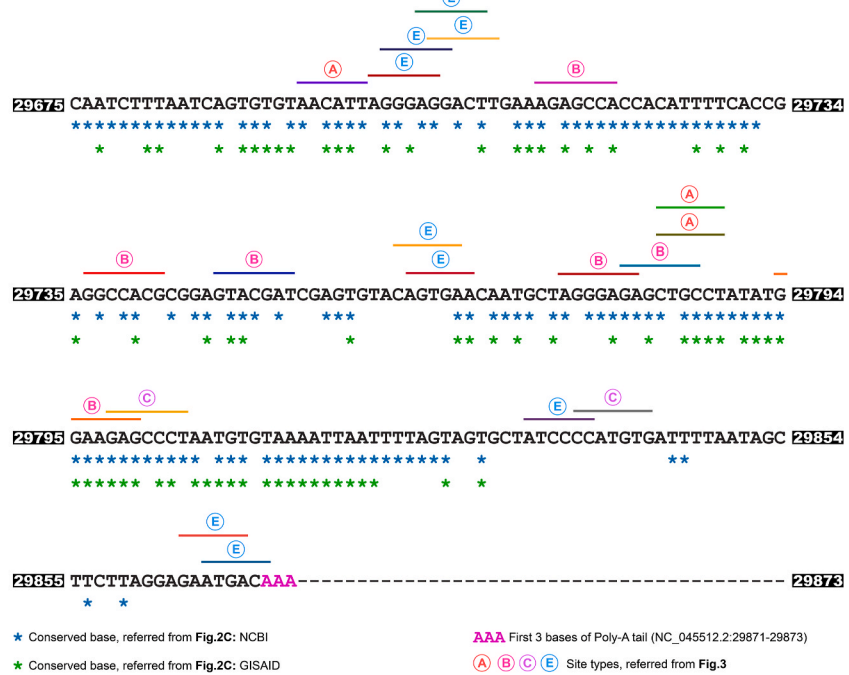 E
E
E
E
A B
29675 CAATCTTTAATCAGTGTGTAACATTAGGGAGGACTTGAAAGAGCCACCACATTTTCACCG 29734
A
A
E
B B E B B
29735 AGGCCACGCGGAGTACGATCGAGTGTACAGTGAACAATGCTAGGGAGAGCTGCCTATATG 29794
B C E C
29795 GAAGAGCCCTAATGTGTAAAATTAATTTTAGTAGTGCTATCCCCATGTGATTTTAATAGC 29854
E
E
29855 TTCTTAGGAGAATGACAAA----------------------------------------- 29873
* Conserved base, referred from Fig.2C: NCBI
* Conserved base, referred from Fig.2C: GISAID
AAA First 3 bases of Poly-A tail (NC_045512.2:29871-29873)
A B C E Site types, referred from Fig.3